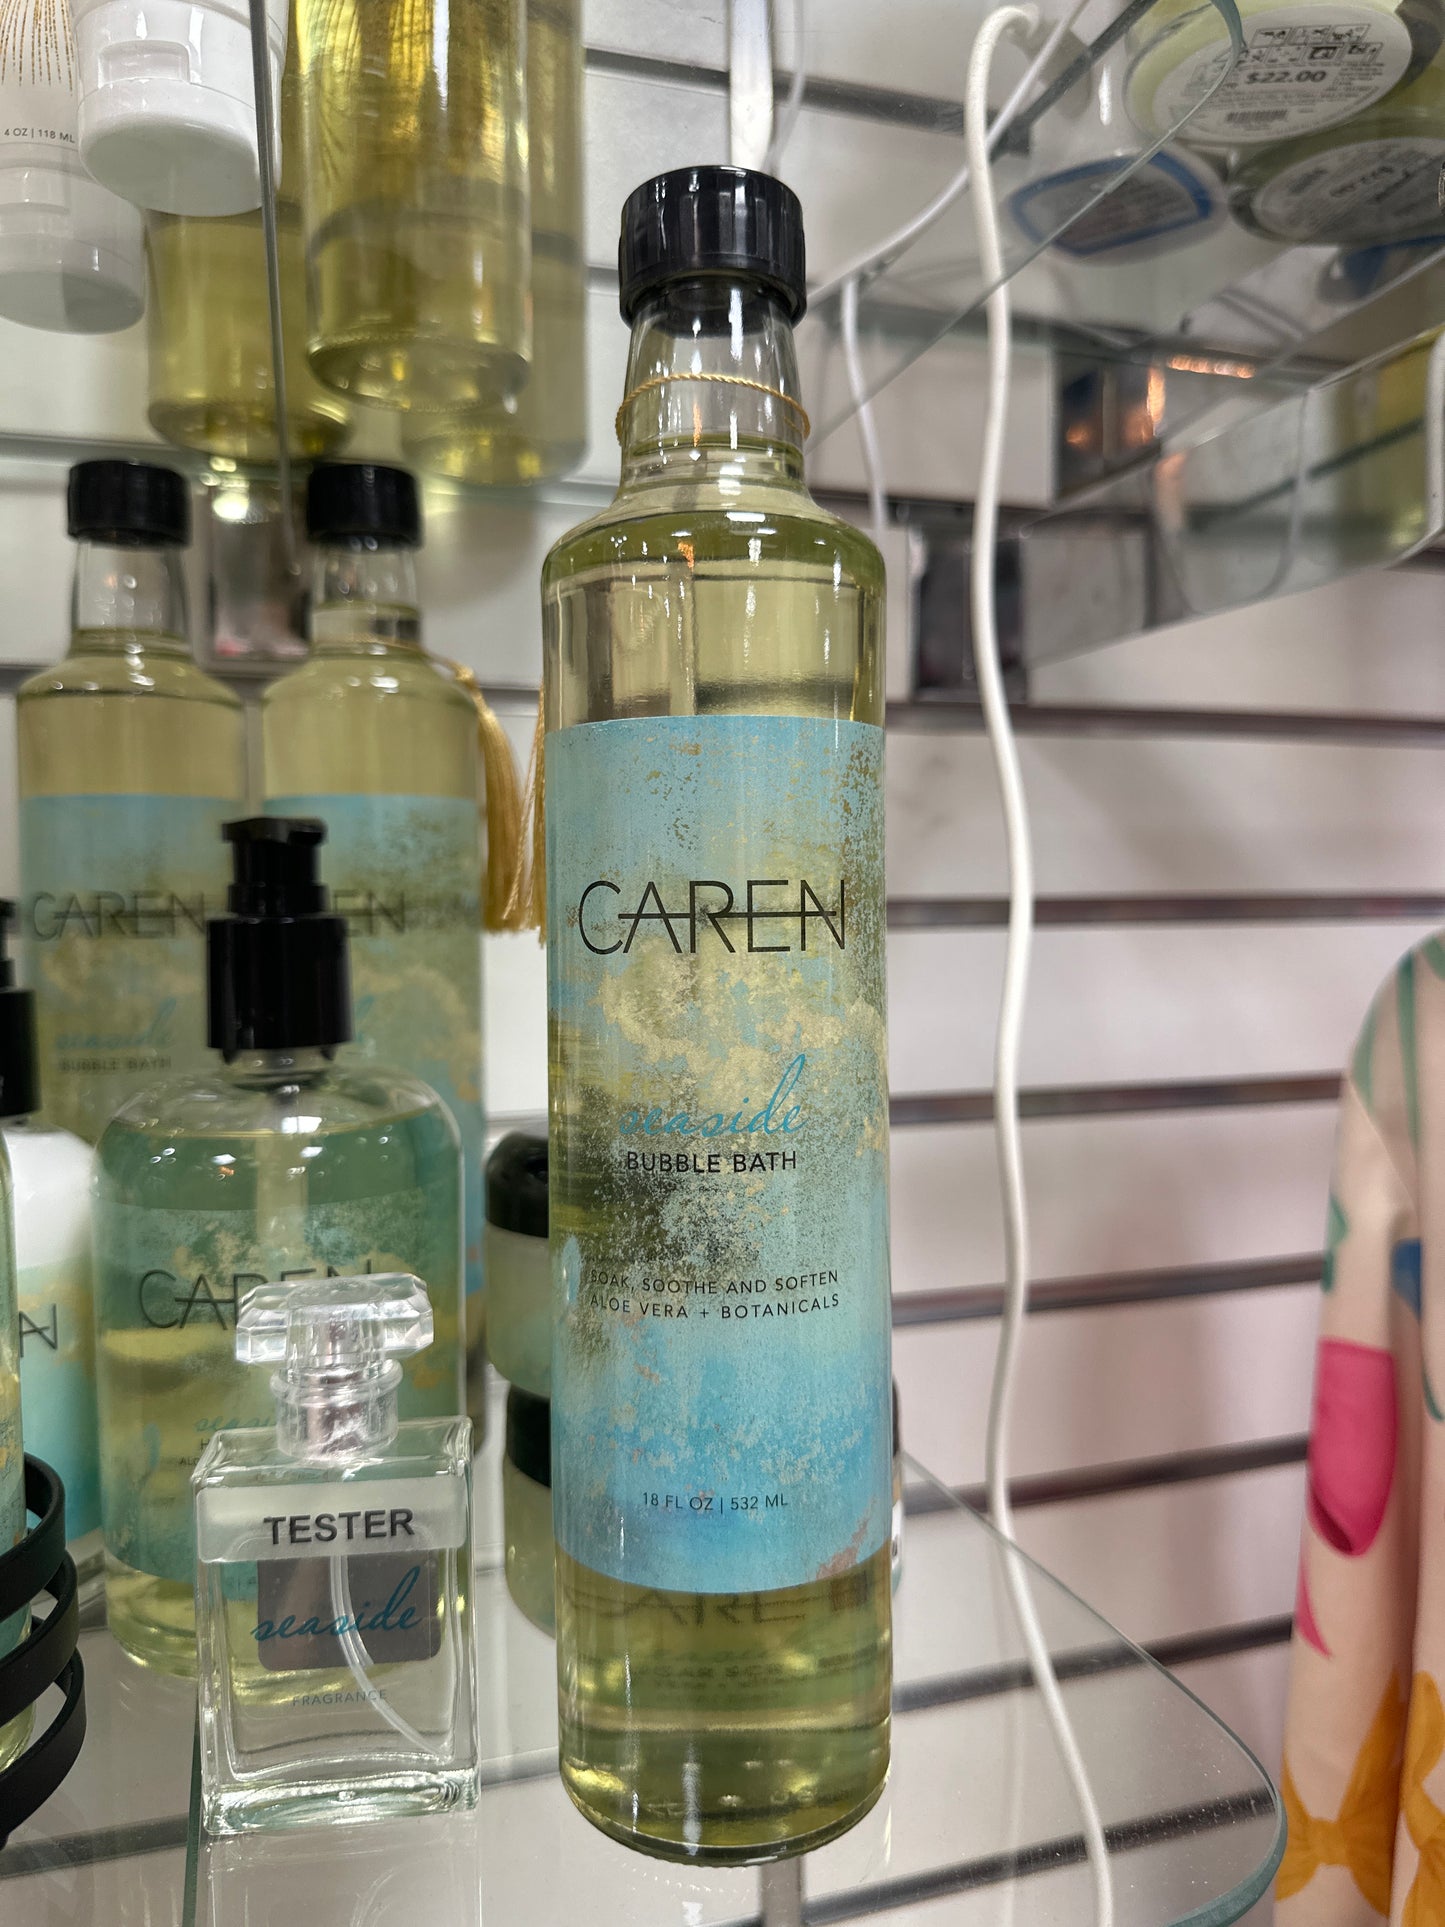 4 OZ | 118 ML
$22.00
CAREN
seaside
BUBBLE BATH
SOAK, SOOTHE AND SOFTEN
ALOE VERA + BOTANICALS
18 FL OZ | 532 ML
CAREN
seaside
BUBBLE BATH
CAREN
TESTER
seaside
FRAGRANCE